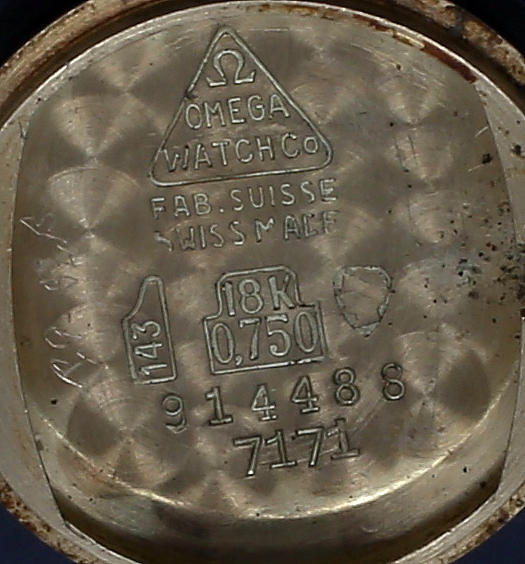 Ω
OMEGA
WATCH Co
FAB. SUISSE
SWISS MADE
143
18K
0,750
914488
7171